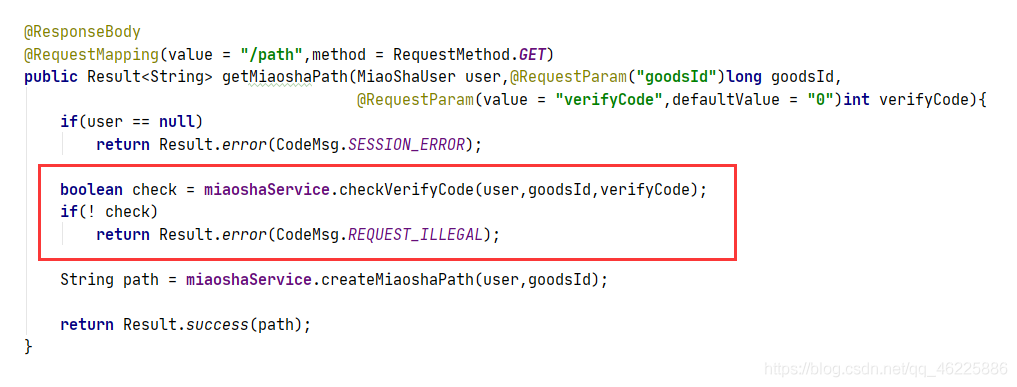 @ResponseBody
@RequestMapping(value = "/path",method = RequestMethod.GET)
public Result<String> getMiaoshaPath(MiaoShaUser user,@RequestParam("goodsId")long goodsId,
@RequestParam(value = "verifyCode",defaultValue = "0")int verifyCode){
if(user == null)
return Result.error(CodeMsg.SESSION_ERROR);
boolean check = miaoshaService.checkVerifyCode(user,goodsId,verifyCode);
if(! check)
return Result.error(CodeMsg.REQUEST_ILLEGAL);
String path = miaoshaService.createMiaoshaPath(user,goodsId);
return Result.success(path);
}
https://blog.csdn.net/qq_46225886